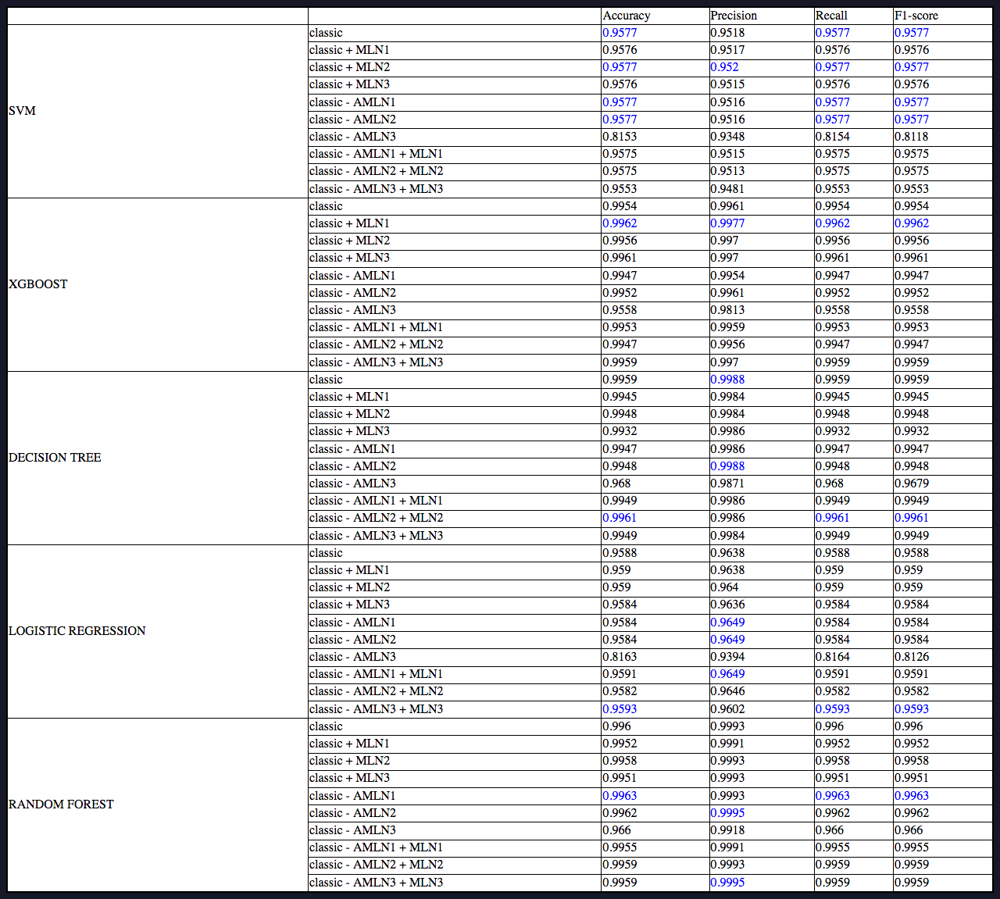 Accuracy Precision Recall F1-score
SVM
classic 0.9577 0.9518 0.9577 0.9577
classic + MLN1 0.9576 0.9517 0.9576 0.9576
classic + MLN2 0.9577 0.952 0.9577 0.9577
classic + MLN3 0.9576 0.9515 0.9576 0.9576
classic - AMLN1 0.9577 0.9516 0.9577 0.9577
classic - AMLN2 0.9577 0.9516 0.9577 0.9577
classic - AMLN3 0.8153 0.9348 0.8154 0.8118
classic - AMLN1 + MLN1 0.9575 0.9515 0.9575 0.9575
classic - AMLN2 + MLN2 0.9575 0.9513 0.9575 0.9575
classic - AMLN3 + MLN3 0.9553 0.9481 0.9553 0.9553
XGBOOST
classic 0.9954 0.9961 0.9954 0.9954
classic + MLN1 0.9962 0.9977 0.9962 0.9962
classic + MLN2 0.9956 0.997 0.9956 0.9956
classic + MLN3 0.9961 0.997 0.9961 0.9961
classic - AMLN1 0.9947 0.9954 0.9947 0.9947
classic - AMLN2 0.9952 0.9961 0.9952 0.9952
classic - AMLN3 0.9558 0.9813 0.9558 0.9558
classic - AMLN1 + MLN1 0.9953 0.9959 0.9953 0.9953
classic - AMLN2 + MLN2 0.9947 0.9956 0.9947 0.9947
classic - AMLN3 + MLN3 0.9959 0.997 0.9959 0.9959
DECISION TREE
classic 0.9959 0.9988 0.9959 0.9959
classic + MLN1 0.9945 0.9984 0.9945 0.9945
classic + MLN2 0.9948 0.9984 0.9948 0.9948
classic + MLN3 0.9932 0.9986 0.9932 0.9932
classic - AMLN1 0.9947 0.9986 0.9947 0.9947
classic - AMLN2 0.9948 0.9988 0.9948 0.9948
classic - AMLN3 0.968 0.9871 0.968 0.9679
classic - AMLN1 + MLN1 0.9949 0.9986 0.9949 0.9949
classic - AMLN2 + MLN2 0.9961 0.9986 0.9961 0.9961
classic - AMLN3 + MLN3 0.9949 0.9984 0.9949 0.9949
LOGISTIC REGRESSION
classic 0.9588 0.9638 0.9588 0.9588
classic + MLN1 0.959 0.9638 0.959 0.959
classic + MLN2 0.959 0.964 0.959 0.959
classic + MLN3 0.9584 0.9636 0.9584 0.9584
classic - AMLN1 0.9584 0.9649 0.9584 0.9584
classic - AMLN2 0.9584 0.9649 0.9584 0.9584
classic - AMLN3 0.8163 0.9394 0.8164 0.8126
classic - AMLN1 + MLN1 0.9591 0.9649 0.9591 0.9591
classic - AMLN2 + MLN2 0.9582 0.9646 0.9582 0.9582
classic - AMLN3 + MLN3 0.9593 0.9602 0.9593 0.9593
RANDOM FOREST
classic 0.996 0.9993 0.996 0.996
classic + MLN1 0.9952 0.9991 0.9952 0.9952
classic + MLN2 0.9958 0.9993 0.9958 0.9958
classic + MLN3 0.9951 0.9993 0.9951 0.9951
classic - AMLN1 0.9963 0.9993 0.9963 0.9963
classic - AMLN2 0.9962 0.9995 0.9962 0.9962
classic - AMLN3 0.966 0.9918 0.966 0.966
classic - AMLN1 + MLN1 0.9955 0.9991 0.9955 0.9955
classic - AMLN2 + MLN2 0.9959 0.9993 0.9959 0.9959
classic - AMLN3 + MLN3 0.9959 0.9995 0.9959 0.9959